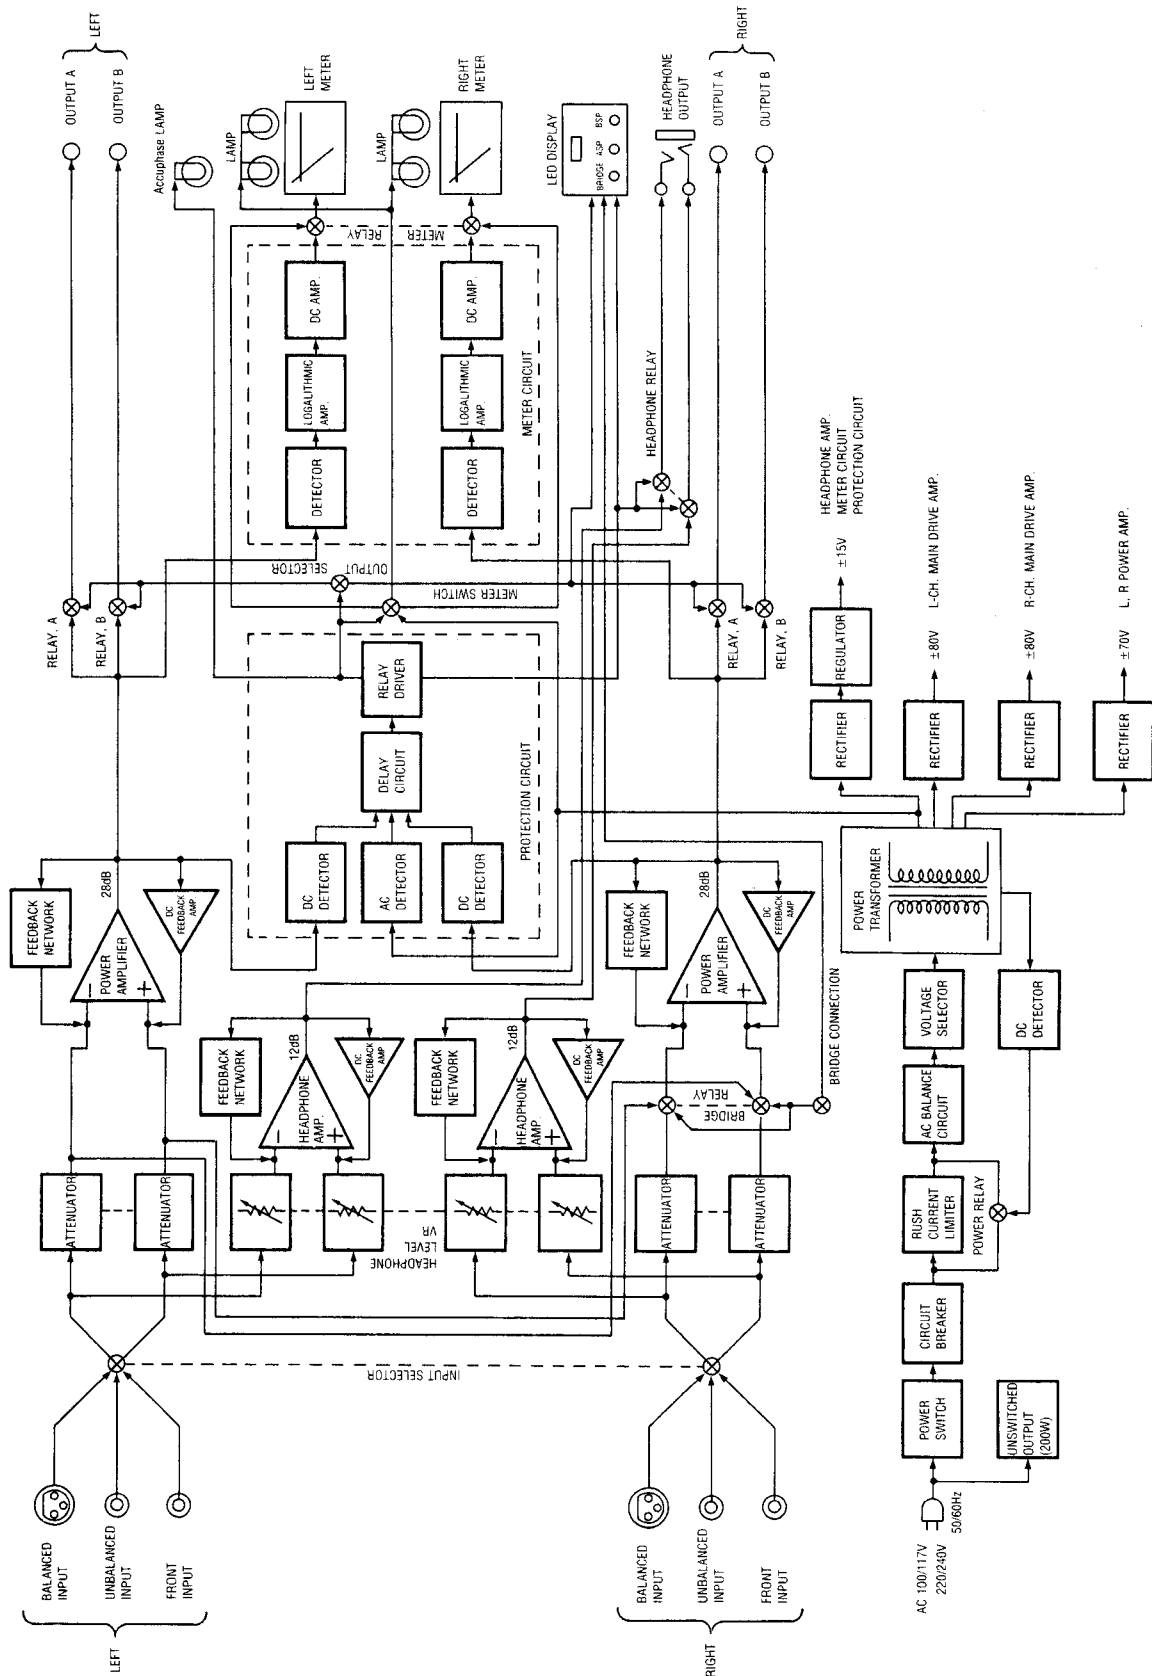 LEFT
BALANCED
INPUT
UNBALANCED
INPUT
FRONT
INPUT
INPUT SELECTOR
ATTENUATOR
ATTENUATOR
FEEDBACK
NETWORK
POWER
AMPLIFIER
−
+
28dB
DC
FEEDBACK
AMP.
RELAY, A
RELAY, B
OUTPUT A
OUTPUT B
LEFT
Accuphase LAMP
LAMP
LEFT
METER
LAMP
RIGHT
METER
HEADPHONE
LEVEL
VR
FEEDBACK
NETWORK
HEADPHONE
AMP.
−
+
12dB
DC
FEEDBACK
AMP
FEEDBACK
NETWORK
HEADPHONE
AMP.
−
+
12dB
DC
FEEDBACK
AMP
DC
DETECTOR
AC
DETECTOR
DC
DETECTOR
DELAY
CIRCUIT
RELAY
DRIVER
PROTECTION CIRCUIT
OUTPUT
SELECTOR
METER SWITCH
DETECTOR
LOGALITHMIC
AMP.
DC AMP.
DETECTOR
LOGALITHMIC
AMP.
DC AMP.
METER CIRCUIT
METER
RELAY
LED DISPLAY
BRIDGE
ASP
BSP
HEADPHONE RELAY
HEADPHONE
OUTPUT
RIGHT
BALANCED
INPUT
UNBALANCED
INPUT
FRONT
INPUT
ATTENUATOR
ATTENUATOR
BRIDGE
RELAY
BRIDGE CONNECTION
FEEDBACK
NETWORK
POWER
AMPLIFIER
−
+
28dB
DC
FEEDBACK
AMP
RELAY, A
RELAY, B
OUTPUT A
OUTPUT B
RIGHT
AC 100/117V
220/240V
50/60Hz
POWER
SWITCH
UNSWITCHED
OUTPUT
(200W)
CIRCUIT
BREAKER
RUSH
CURRENT
LIMITER
POWER RELAY
AC BALANCE
CIRCUIT
VOLTAGE
SELECTOR
DC
DETECTOR
POWER
TRANSFORMER
RECTIFIER
REGULATOR
±15V
HEADPHONE AMP.
METER CIRCUIT
PROTECTION CIRCUIT
RECTIFIER
±80V
L-CH. MAIN DRIVE AMP.
RECTIFIER
±80V
R-CH. MAIN DRIVE AMP.
RECTIFIER
±70V
L, R POWER AMP.